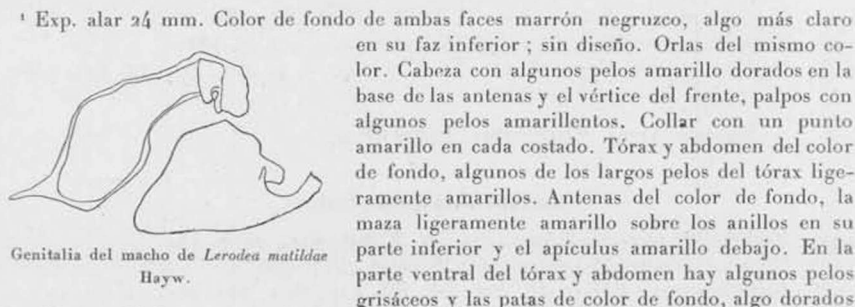 ¹ Exp. alar 24 mm. Color de fondo de ambas faces marrón negruzco, algo más claro
en su faz inferior ; sin diseño. Orlas del mismo co-
lor. Cabeza con algunos pelos amarillo dorados en la
base de las antenas y el vértice del frente, palpos con
algunos pelos amarillentos. Collar con un punto
amarillo en cada costado. Tórax y abdomen del color
de fondo, algunos de los largos pelos del tórax lige-
ramente amarillos. Antenas del color de fondo, la
maza ligeramente amarillo sobre los anillos en su
parte inferior y el apículus amarillo debajo. En la
parte ventral del tórax y abdomen hay algunos pelos
grisáceos y las patas de color de fondo, algo dorados
Genitalia del macho de Lerodea matildae
Hayw.